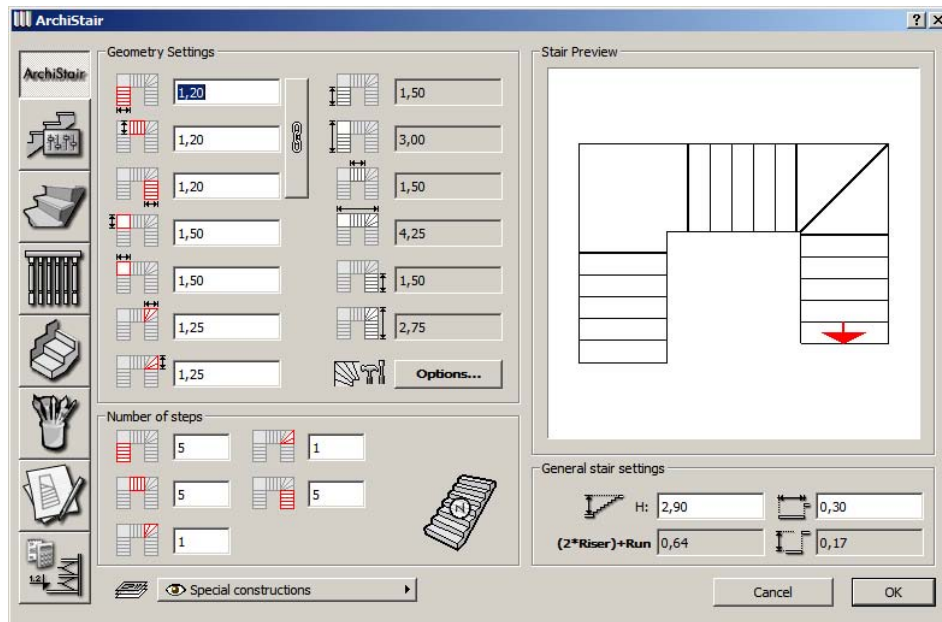 ArchiStair
ArchiStair
Geometry Settings
1,20
1,50
1,20
3,00
1,20
1,50
1,50
4,25
1,50
1,50
1,25
2,75
1,25
Options...
Number of steps
5
1
5
5
1
Z
Special constructions
Stair Preview
General stair settings
H: 2,90
0,30
(2*Riser)+Run 0,64
0,17
1.2
Cancel
OK